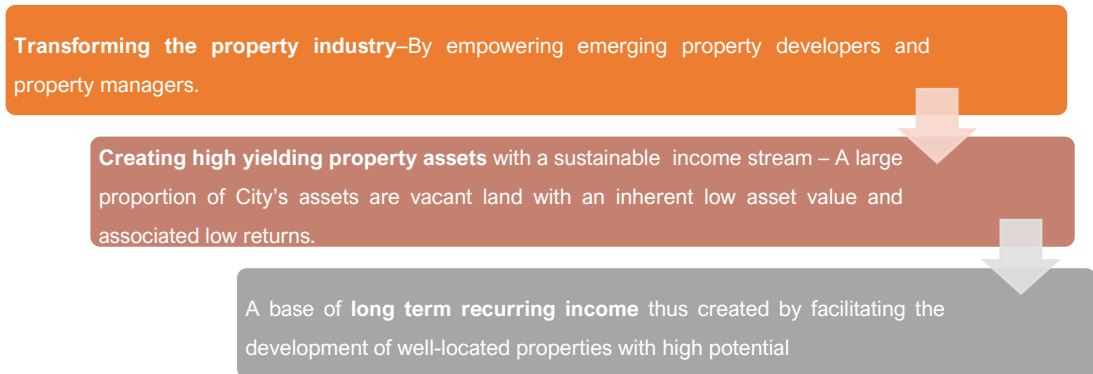 Transforming the property industry–By empowering emerging property developers and
property managers.
Creating high yielding property assets with a sustainable income stream – A large
proportion of City's assets are vacant land with an inherent low asset value and
associated low returns.
A base of long term recurring income thus created by facilitating the
development of well-located properties with high potential